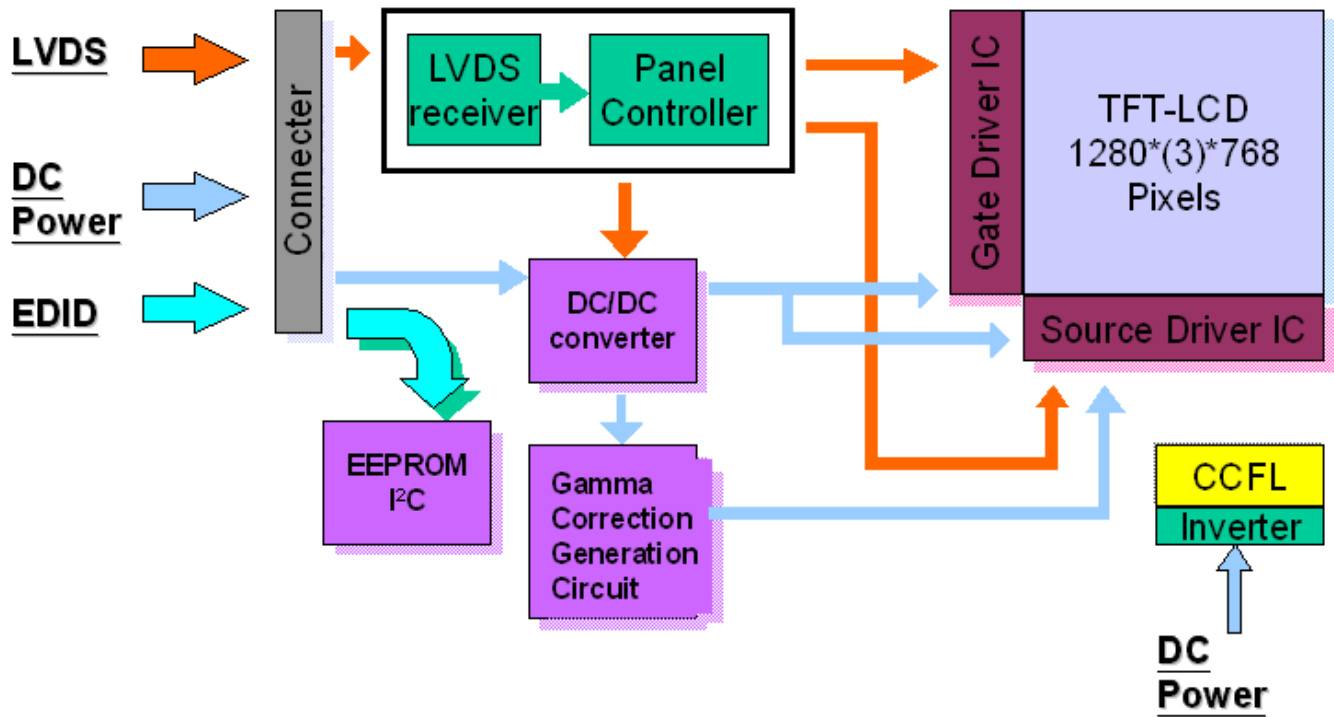 LVDS
DC
Power
EDID
Connecter
LVDS
receiver
Panel
Controller
Gate Driver IC
TFT-LCD
1280*(3)*768
Pixels
Source Driver IC
DC/DC
converter
EEPROM
I²C
Gamma
Correction
Generation
Circuit
CCFL
Inverter
DC
Power